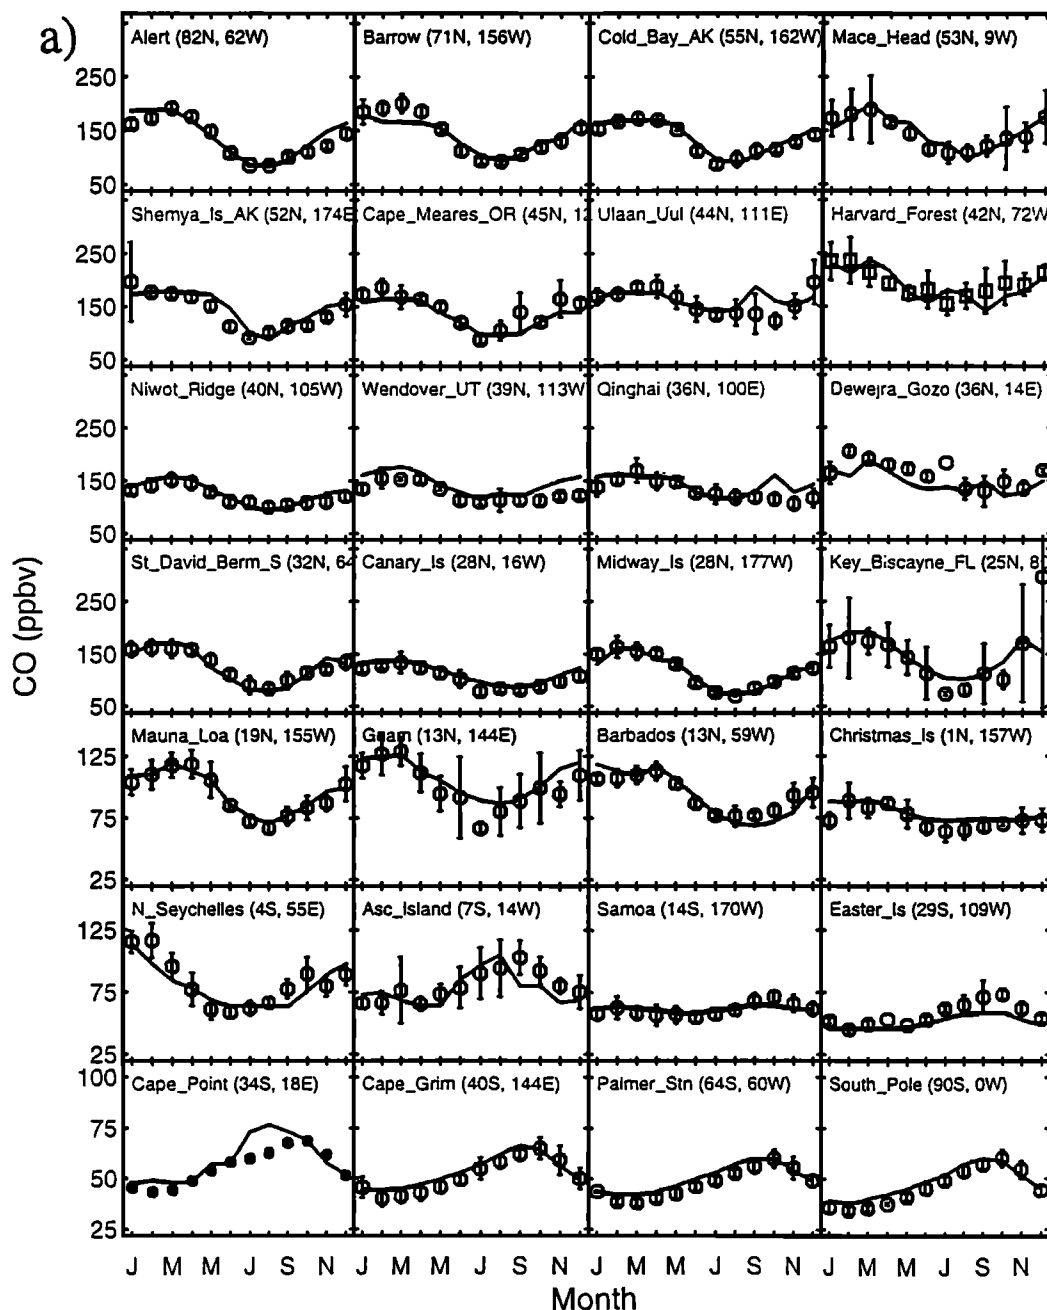 a)
Alert (82N, 62W) Barrow (71N, 156W) Cold_Bay_AK (55N, 162W) Mace_Head (53N, 9W)
250
150
50
Shemya_Is_AK (52N, 174E Cape_Meares_OR (45N, 12 Ulaan_Uul (44N, 111E) Harvard_Forest (42N, 72W
250
150
50
Niwot_Ridge (40N, 105W) Wendover_UT (39N, 113W Qinghai (36N, 100E) Dewejra_Gozo (36N, 14E)
250
150
50
St_David_Berm_S (32N, 64 Canary_Is (28N, 16W) Midway_Is (28N, 177W) Key_Biscayne_FL (25N, 8
250
150
50
CO (ppbv)
Mauna_Loa (19N, 155W) Guam (13N, 144E) Barbados (13N, 59W) Christmas_Is (1N, 157W)
125
75
25
N_Seychelles (4S, 55E) Asc_Island (7S, 14W) Samoa (14S, 170W) Easter_Is (29S, 109W)
125
75
25
Cape_Point (34S, 18E) Cape_Grim (40S, 144E) Palmer_Stn (64S, 60W) South_Pole (90S, 0W)
100
75
50
25
J M M J S N J M M J S N J M M J S N J M M J S N
Month